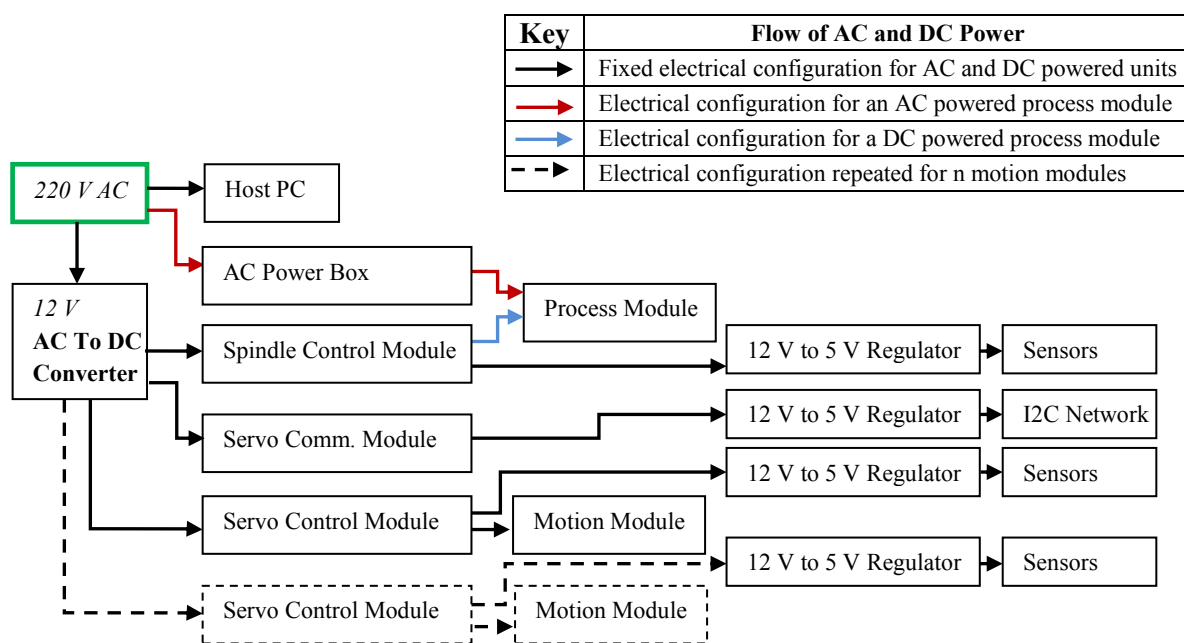 Key
Flow of AC and DC Power
Fixed electrical configuration for AC and DC powered units
Electrical configuration for an AC powered process module
Electrical configuration for a DC powered process module
Electrical configuration repeated for n motion modules
220 V AC
Host PC
AC Power Box
12 V
AC To DC
Converter
Process Module
Spindle Control Module
12 V to 5 V Regulator
Sensors
Servo Comm. Module
12 V to 5 V Regulator
I2C Network
Servo Control Module
12 V to 5 V Regulator
Sensors
Motion Module
Servo Control Module
12 V to 5 V Regulator
Sensors
Motion Module